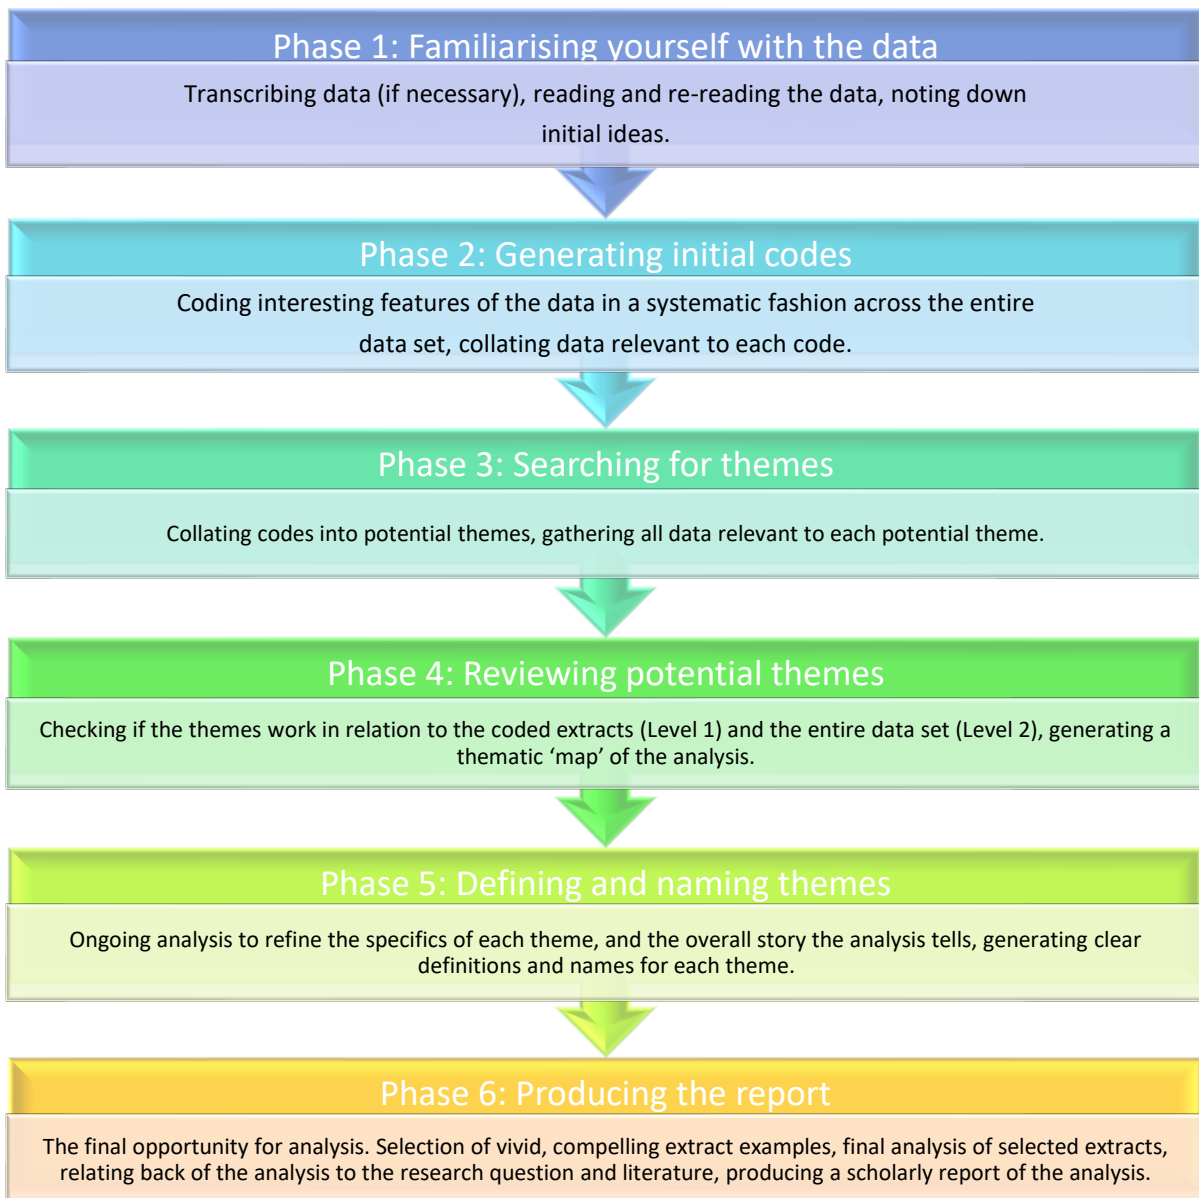 Phase 1: Familiarising yourself with the data
Transcribing data (if necessary), reading and re-reading the data, noting down
initial ideas.
Phase 2: Generating initial codes
Coding interesting features of the data in a systematic fashion across the entire
data set, collating data relevant to each code.
Phase 3: Searching for themes
Collating codes into potential themes, gathering all data relevant to each potential theme.
Phase 4: Reviewing potential themes
Checking if the themes work in relation to the coded extracts (Level 1) and the entire data set (Level 2), generating a
thematic ‘map’ of the analysis.
Phase 5: Defining and naming themes
Ongoing analysis to refine the specifics of each theme, and the overall story the analysis tells, generating clear
definitions and names for each theme.
Phase 6: Producing the report
The final opportunity for analysis. Selection of vivid, compelling extract examples, final analysis of selected extracts,
relating back of the analysis to the research question and literature, producing a scholarly report of the analysis.